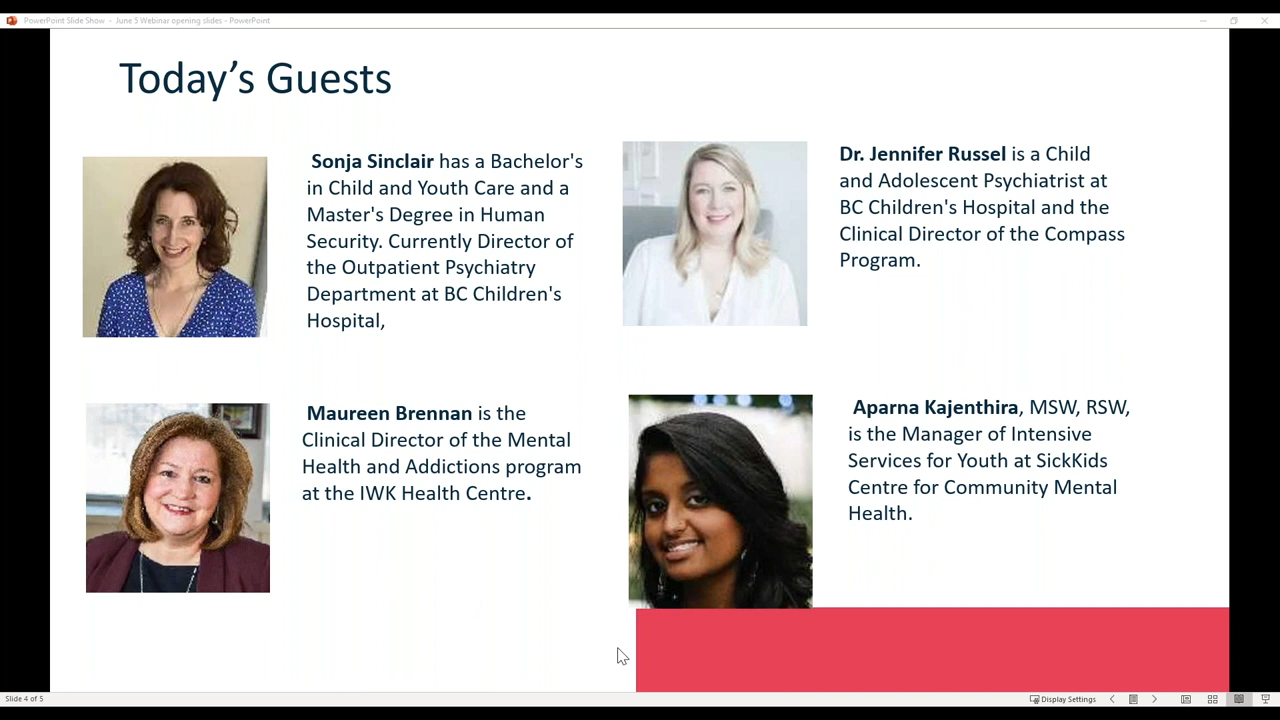 PowerPoint Slide Show - June 5 Webinar opening slides - PowerPoint
Today's Guests
Sonja Sinclair has a Bachelor's
in Child and Youth Care and a
Master's Degree in Human
Security. Currently Director of
the Outpatient Psychiatry
Department at BC Children's
Hospital,
Dr. Jennifer Russel is a Child
and Adolescent Psychiatrist at
BC Children's Hospital and the
Clinical Director of the Compass
Program.
Maureen Brennan is the
Clinical Director of the Mental
Health and Addictions program
at the IWK Health Centre.
Aparna Kajenthira, MSW, RSW,
is the Manager of Intensive
Services for Youth at SickKids
Centre for Community Mental
Health.
Slide 4 of 5
Display Settings